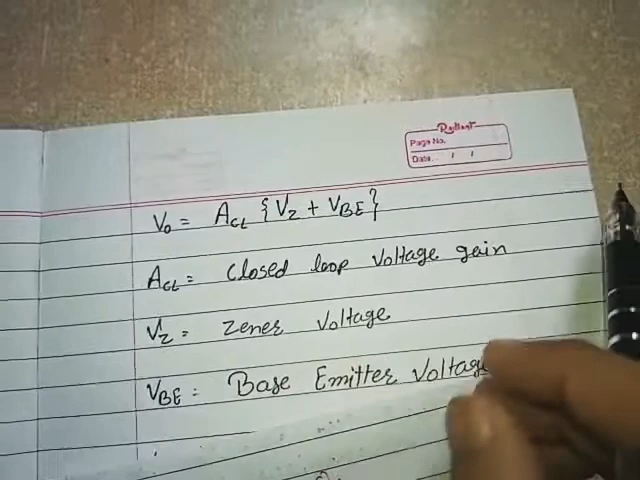 Radiant
Page No.
Date. / /
V₀ = A_CL {V_Z + V_BE}
A_CL = Closed loop Voltage gain
V_Z = Zener Voltage
V_BE = Base Emitter Voltage